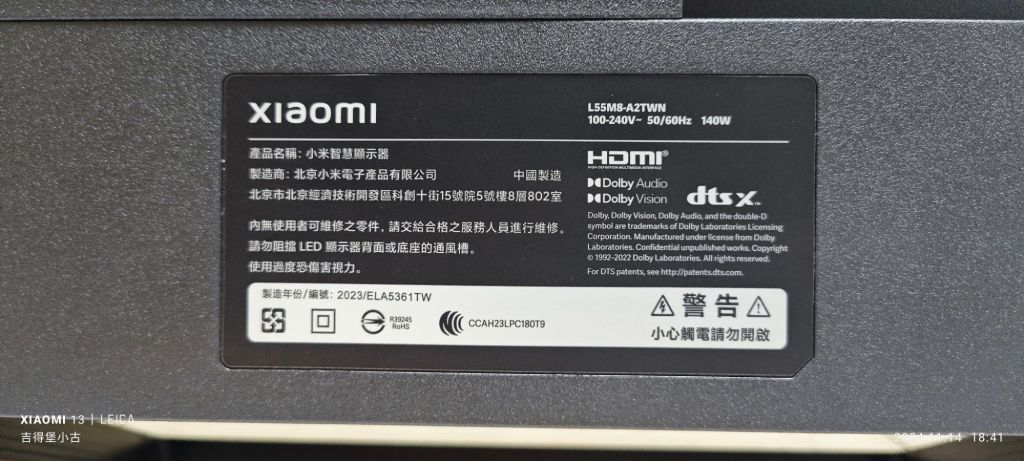 xiaomi
L55M8-A2TWN
100-240V~ 50/60Hz 140W
產品名稱: 小米智慧顯示器
製造商: 北京小米電子產品有限公司 中國製造
北京市北京經濟技術開發區科創十街15號院5號樓8層802室
內無使用者可維修之零件，請交給合格之服務人員進行維修。
請勿阻擋 LED 顯示器背面或底座的通風槽。
使用過度恐傷害視力。
HDMI®
HIGH-DEFINITION MULTIMEDIA INTERFACE
Dolby Audio
Dolby Vision
dts X™
Dolby, Dolby Vision, Dolby Audio, and the double-D
symbol are trademarks of Dolby Laboratories Licensing
Corporation. Manufactured under license from Dolby
Laboratories. Confidential unpublished works. Copyright
© 1992-2022 Dolby Laboratories. All rights reserved.
For DTS patents, see http://patents.dts.com.
製造年份/編號: 2023/ELA5361TW
R39245
RoHS
CCAH23LPC180T9
警告
小心觸電請勿開啟
XIAOMI 13 | LEICA
吉得堡小古
11.14 18:41